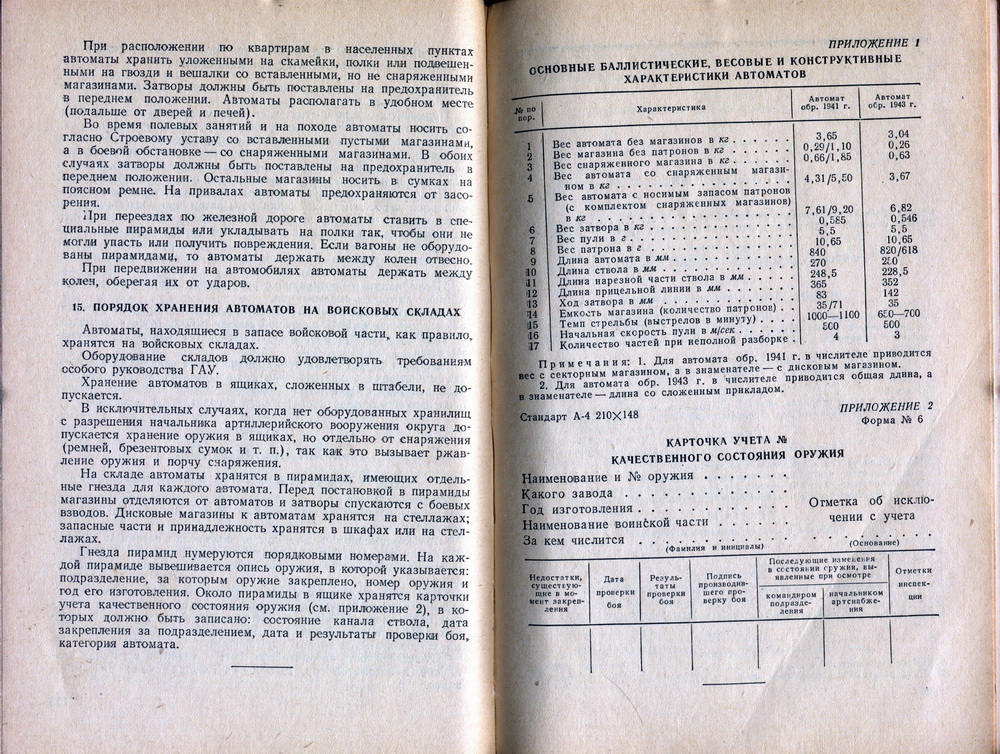 При расположении по квартирам в населенных пунктах
автоматы хранить уложенными на скамейки, полки или подвешен-
ными на гвозди и вешалки со вставленными, но не снаряженными
магазинами. Затворы должны быть поставлены на предохранитель
в переднем положении. Автоматы располагать в удобном месте
(подальше от дверей и печей).
Во время полевых занятий и на походе автоматы носить со-
гласно Строевому уставу со вставленными пустыми магазинами,
а в боевой обстановке — со снаряженными магазинами. В обоих
случаях затворы должны быть поставлены на предохранитель в
переднем положении. Остальные магазины носить в сумках на
поясном ремне. На привалах автоматы предохраняются от засо-
рения.
При переездах по железной дороге автоматы ставить в спе-
циальные пирамиды или укладывать на полки так, чтобы они не
могли упасть или получить повреждения. Если вагоны не оборудо-
ваны пирамидами, то автоматы держать между колен отвесно.
При передвижении на автомобилях автоматы держать между
колен, оберегая их от ударов.
15. ПОРЯДОК ХРАНЕНИЯ АВТОМАТОВ НА ВОЙСКОВЫХ СКЛАДАХ
Автоматы, находящиеся в запасе войсковой части, как правило,
хранятся на войсковых складах.
Оборудование складов должно удовлетворять требованиям
особого руководства ГАУ.
Хранение автоматов в ящиках, сложенных в штабели, не до-
пускается.
В исключительных случаях, когда нет оборудованных хранилищ
с разрешения начальника артиллерийского вооружения округа до-
пускается хранение оружия в ящиках, но отдельно от снаряжения
(ремней, брезентовых сумок и т. п.), так как это вызывает ржав-
ление оружия и порчу снаряжения.
На складе автоматы хранятся в пирамидах, имеющих отдель-
ные гнезда для каждого автомата. Перед постановкой в пирамиды
магазины отделяются от автоматов и затворы спускаются с боевых
взводов. Дисковые магазины к автоматам хранятся на стеллажах;
запасные части и принадлежность хранятся в шкафах или на стел-
лажах.
Гнезда пирамид нумеруются порядковыми номерами. На каж-
дой пирамиде вывешивается опись оружия, в которой указывается:
подразделение, за которым оружие закреплено, номер оружия и
год его изготовления. Около пирамиды в ящике хранятся карточки
учета качественного состояния оружия (см. приложение 2), в ко-
торых должно быть записано: состояние канала ствола, дата
закрепления за подразделением, дата и результаты проверки боя,
категория автомата.
ПРИЛОЖЕНИЕ 1
ОСНОВНЫЕ БАЛЛИСТИЧЕСКИЕ, ВЕСОВЫЕ И КОНСТРУКТИВНЫЕ
ХАРАКТЕРИСТИКИ АВТОМАТОВ
№ по пор. Характеристика Автомат обр. 1941 г. Автомат обр. 1943 г.
1 Вес автомата без магазинов в кг 3,65 3,04
2 Вес магазина без патронов в кг 0,29/1,10 0,26
3 Вес снаряженного магазина в кг 0,66/1,85 0,63
4 Вес автомата со снаряженным магази-
ном в кг 4,31/5,50 3,67
5 Вес автомата с носимым запасом патронов
(с комплектом снаряженных магазинов)
в кг 7,61/9,20 6,82
6 Вес затвора в кг 0,585 0,546
7 Вес пули в г 5,5 5,5
8 Вес патрона в г 10,65 10,65
9 Длина автомата в мм 840 820/618
10 Длина ствола в мм 270 250
11 Длина нарезной части ствола в мм 248,5 228,5
12 Длина прицельной линии в мм 365 352
13 Ход затвора в мм 83 142
14 Емкость магазина (количество патронов) 35/71 35
15 Темп стрельбы (выстрелов в минуту) 1000—1100 650—700
16 Начальная скорость пули в м/сек 500 500
17 Количество частей при неполной разборке 4 3
Примечания: 1. Для автомата обр. 1941 г. в числителе приводится
вес с секторным магазином, а в знаменателе — с дисковым магазином.
2. Для автомата обр. 1943 г. в числителе приводится общая длина, а
в знаменателе — длина со сложенным прикладом.
Стандарт А-4 210×148
ПРИЛОЖЕНИЕ 2
Форма № 6
КАРТОЧКА УЧЕТА №
КАЧЕСТВЕННОГО СОСТОЯНИЯ ОРУЖИЯ
Наименование и № оружия
Какого завода
Год изготовления
Наименование воинской части
За кем числится
(Фамилия и инициалы)
Отметка об исклю-
чении с учета
(Основание)
Недостатки,
существую-
щие в мо-
мент закреп-
ления
Дата
проверки
боя
Резуль-
таты
проверки
боя
Подпись
производив-
шего про-
верку боя
Последующие изменения
в состоянии оружия, вы-
явленные при осмотре
командиром
подразде-
ления
начальником
артснабже-
ния
Отметки
инспек-
ции